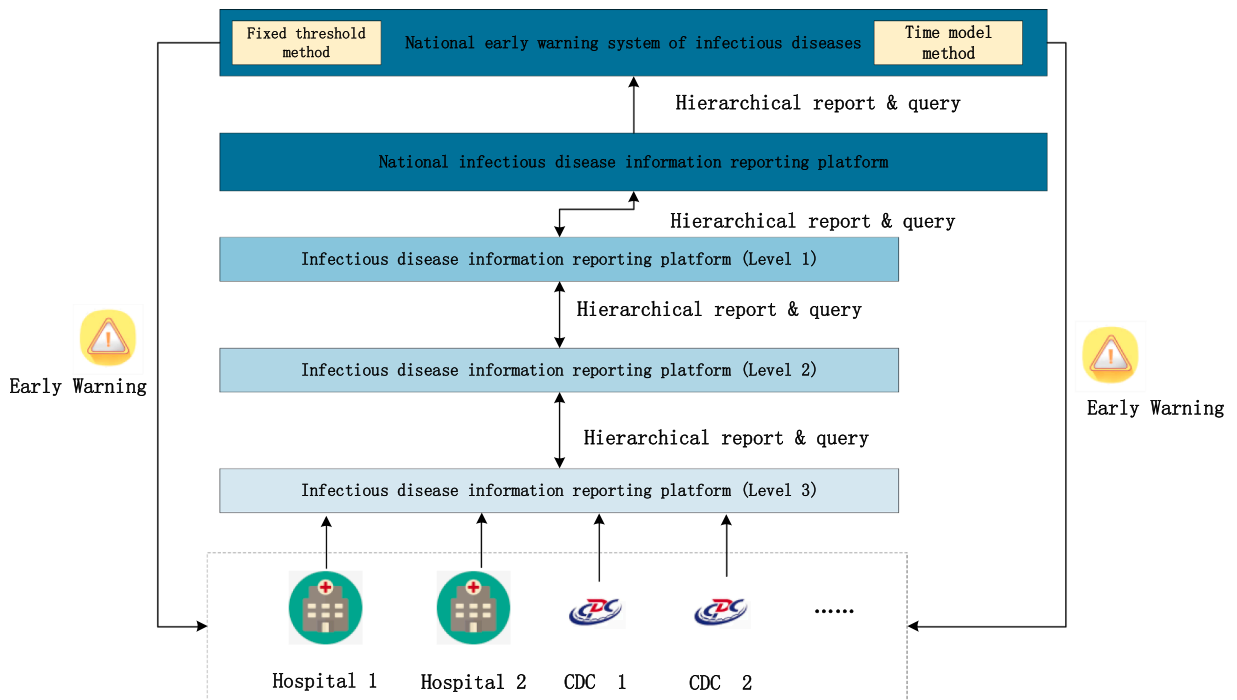 Fixed threshold
method
National early warning system of infectious diseases
Time model
method
Hierarchical report & query
National infectious disease information reporting platform
Hierarchical report & query
Infectious disease information reporting platform (Level 1)
Hierarchical report & query
Infectious disease information reporting platform (Level 2)
Early Warning
Early Warning
Hierarchical report & query
Infectious disease information reporting platform (Level 3)
CDC
CDC
......
Hospital 1
Hospital 2
CDC 1
CDC 2